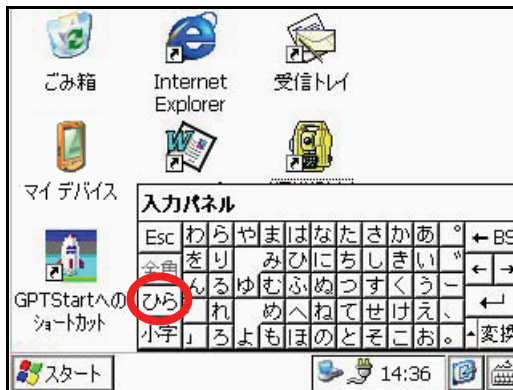 ごみ箱
Internet
Explorer
受信トレイ
マイ デバイス
GPTStartへの
ショートカット
入力パネル
Esc わ ら や ま は な た さ か あ ゜ ← BS
全角 を り み ひ に ち し き い ゛ ← →
ひら ん る ゆ む ふ ぬ つ す く う ー
れ め へ ね て せ け え 、
小字 」 ろ よ も ほ の と そ こ お 。 変換
スタート
14:36